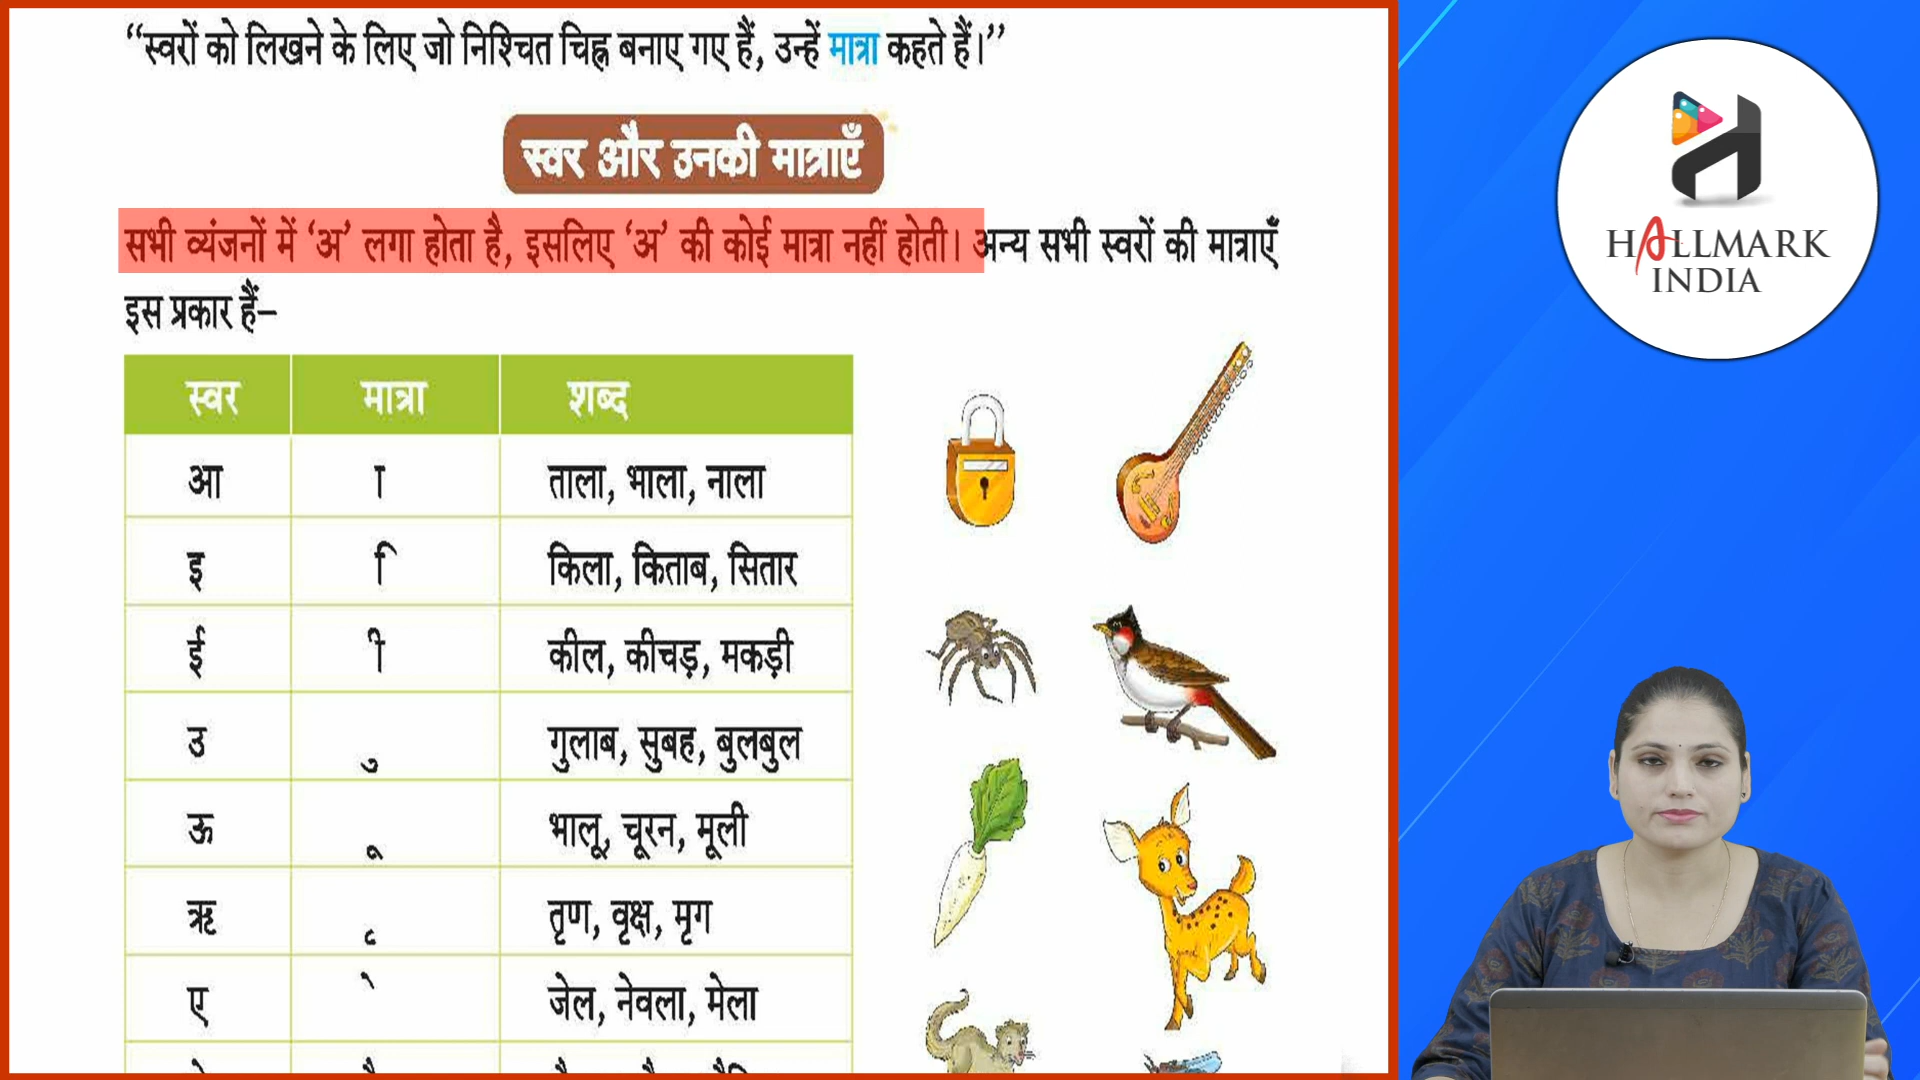 “स्वरों को लिखने के लिए जो निश्चित चिह्न बनाए गए हैं, उन्हें मात्रा कहते हैं।”
स्वर और उनकी मात्राएँ
सभी व्यंजनों में ‘अ’ लगा होता है, इसलिए ‘अ’ की कोई मात्रा नहीं होती। अन्य सभी स्वरों की मात्राएँ
इस प्रकार हैं–
स्वर मात्रा शब्द
आ ा ताला, भाला, नाला
इ ि किला, किताब, सितार
ई ी कील, कीचड़, मकड़ी
उ ु गुलाब, सुबह, बुलबुल
ऊ ू भालू, चूरन, मूली
ऋ ृ तृण, वृक्ष, मृग
ए े जेल, नेवला, मेला
HALLMARK
INDIA